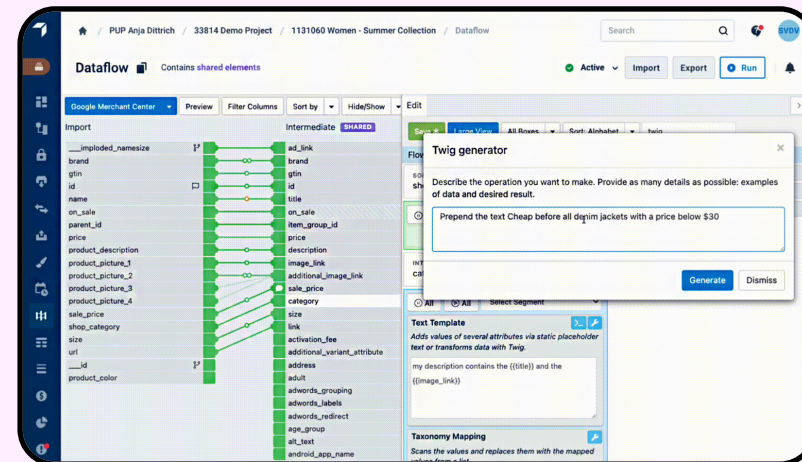 / PUP Anja Dittrich / 33814 Demo Project / 1131060 Women - Summer Collection / Dataflow
Search
SVDV
Dataflow
Contains shared elements
Active
Import
Export
Run
Google Merchant Center
Preview
Filter Columns
Sort by
Hide/Show
Edit
Import
Intermediate SHARED
___imploded_namesize
brand
gtin
id
name
on_sale
parent_id
price
product_description
product_picture_1
product_picture_2
product_picture_3
product_picture_4
sale_price
shop_category
size
url
___id
product_color
ad_link
brand
gtin
id
title
on_sale
item_group_id
price
description
image_link
additional_image_link
sale_price
category
size
link
activation_fee
additional_variant_attribute
address
adult
adwords_grouping
adwords_labels
adwords_redirect
age_group
alt_text
android_app_name
Large View
All Boxes
Sort: Alphabet
twig
Twig generator
Describe the operation you want to make. Provide as many details as possible: examples
of data and desired result.
Prepend the text Cheap before all denim jackets with a price below $30
Generate
Dismiss
All
All
Select Segment
Text Template
Adds values of several attributes via static placeholder
text or transforms data with Twig.
my description contains the {{title}} and the
{{image_link}}
Taxonomy Mapping
Scans the values and replaces them with the mapped
values from a list.